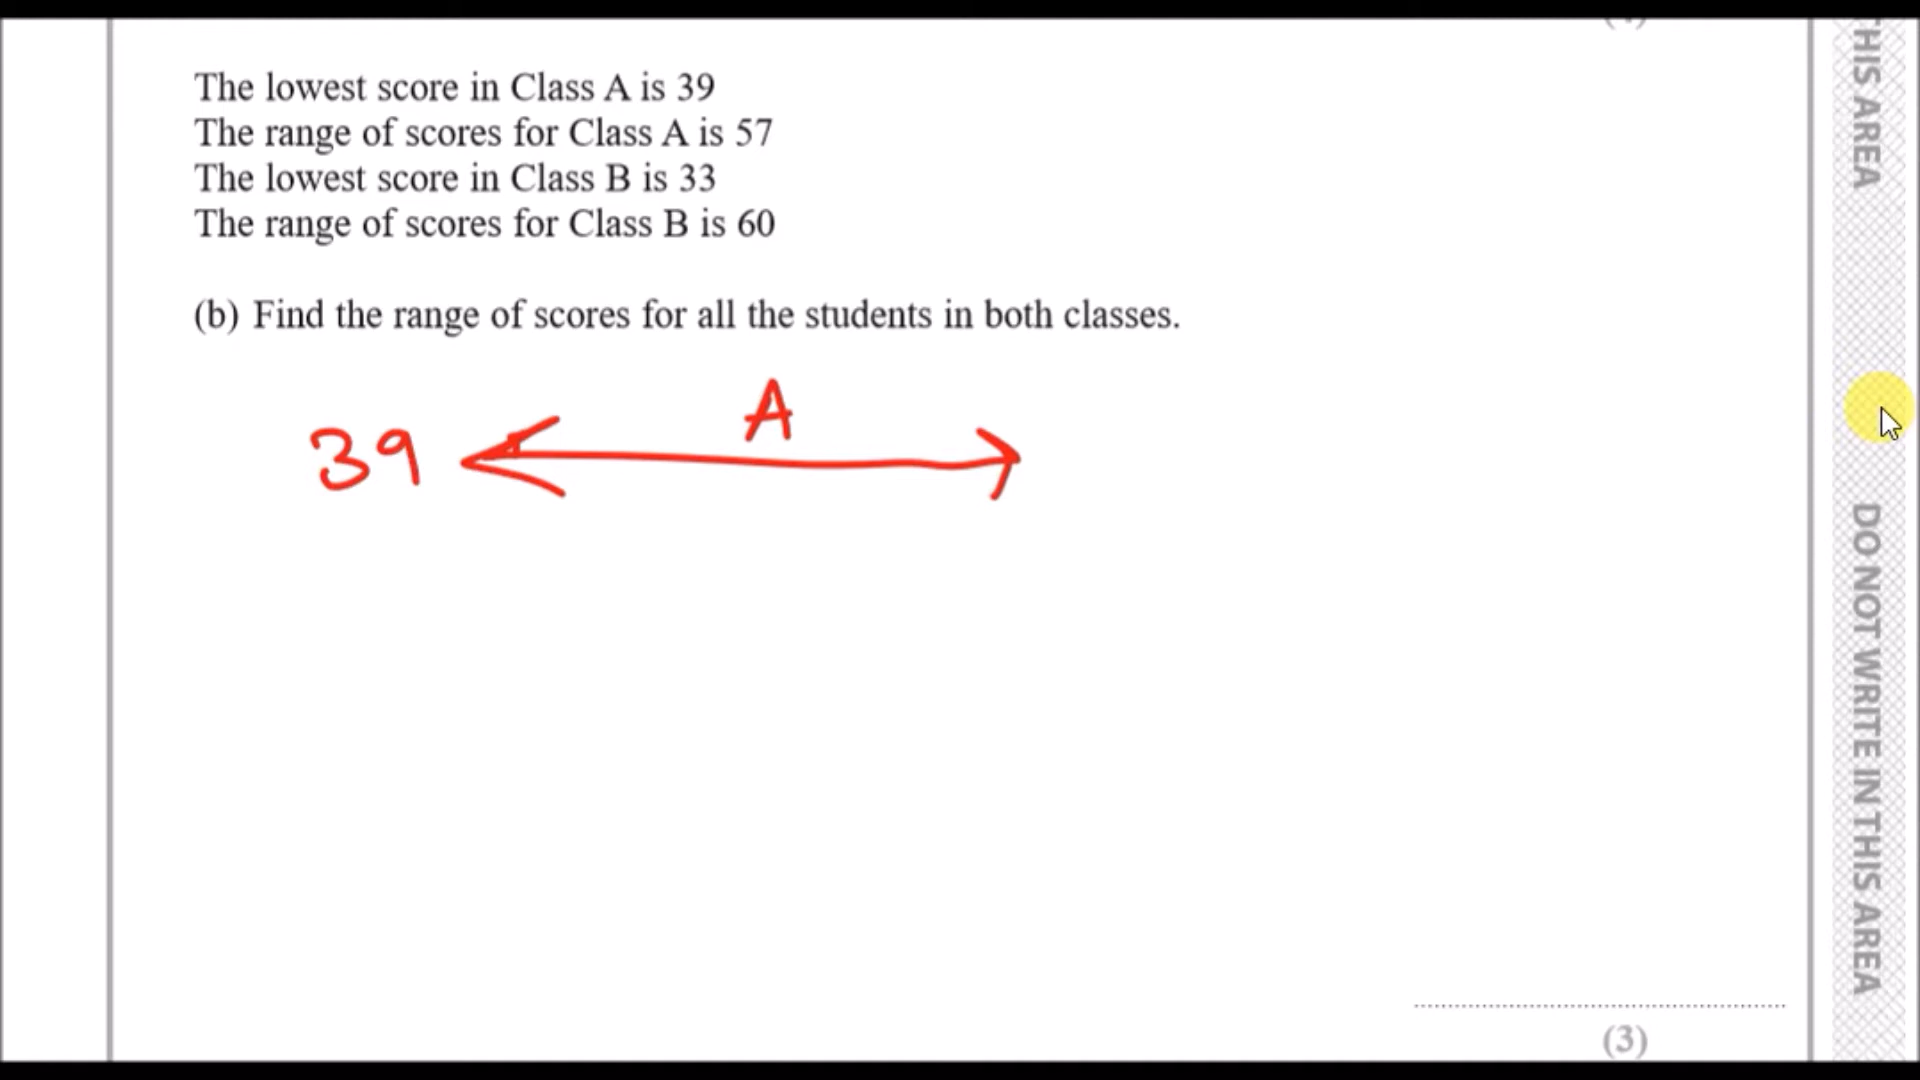 The lowest score in Class A is 39
The range of scores for Class A is 57
The lowest score in Class B is 33
The range of scores for Class B is 60
(b) Find the range of scores for all the students in both classes.
A
39
(3)
THIS AREA
DO NOT WRITE IN THIS AREA